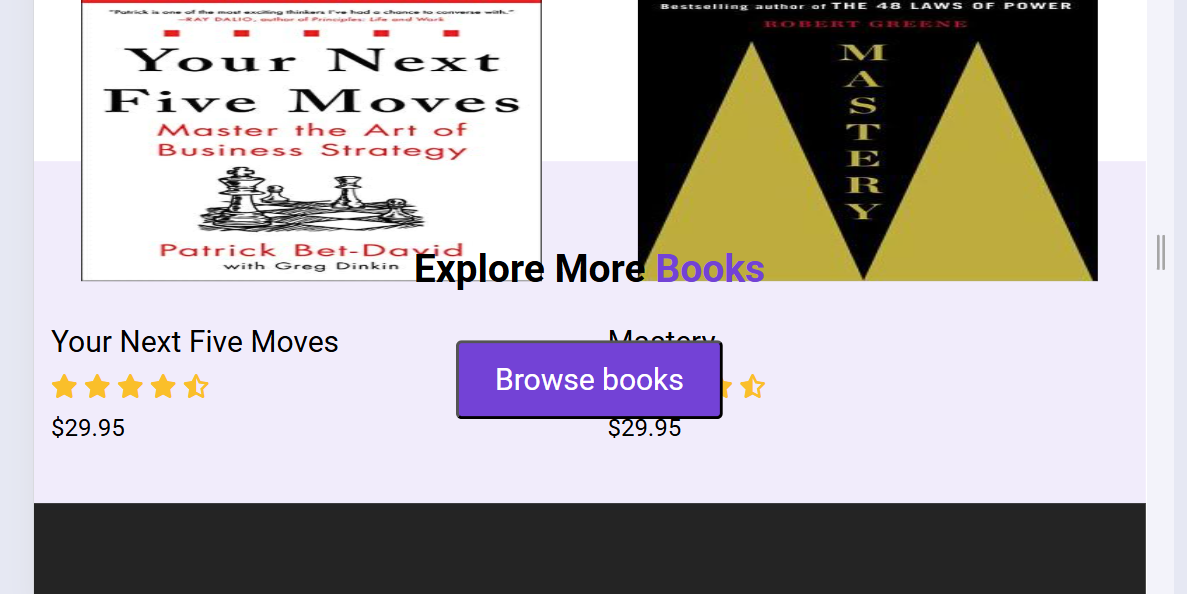 "Patrick is one of the most exciting thinkers I've had a chance to converse with."
—RAY DALIO, author of Principles: Life and Work
Your Next
Five Moves
Master the Art of
Business Strategy
Patrick Bet-David
with Greg Dinkin
Bestselling author of THE 48 LAWS OF POWER
ROBERT GREENE
MASTERY
Explore More Books
Your Next Five Moves
$29.95
Mastery
$29.95
Browse books